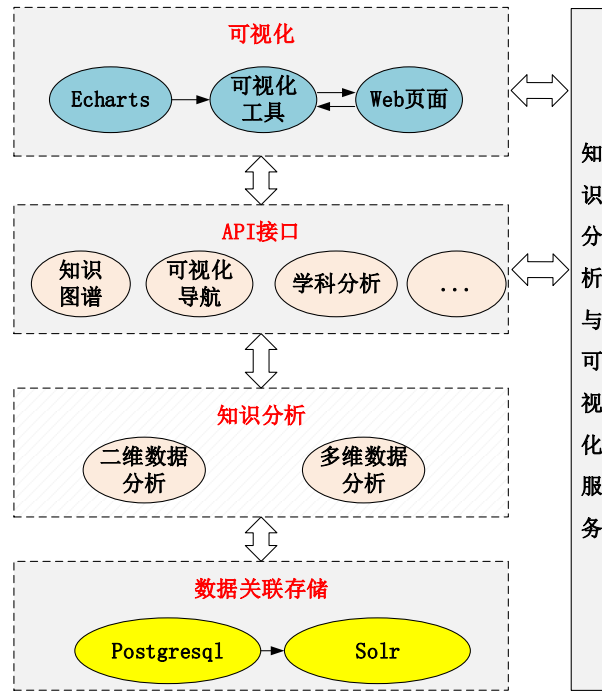 可视化
Echarts
可视化
工具
Web页面
API接口
知识
图谱
可视化
导航
学科分析
...
知识分析
二维数据
分析
多维数据
分析
数据关联存储
Postgresql
Solr
知
识
分
析
与
可
视
化
服
务